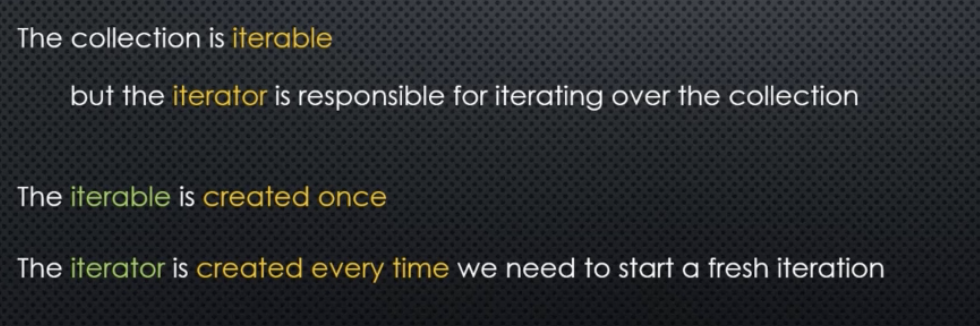 The collection is iterable
but the iterator is responsible for iterating over the collection
The iterable is created once
The iterator is created every time we need to start a fresh iteration